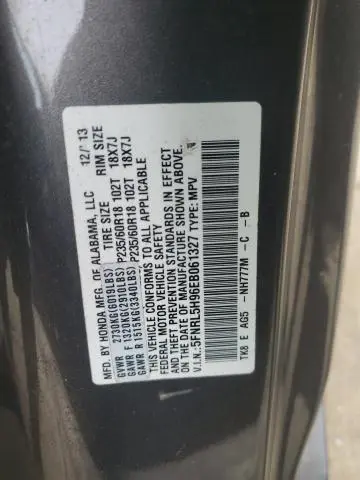 MFD. BY HONDA MFG. OF ALABAMA, LLC 12/13
TIRE SIZE RIM SIZE
GVWR 2730KG(6019LBS)
GAWR F 1320KG(2910LBS) P235/60R18 102T 18X7J
GAWR R 1515KG(3340LBS) P235/60R18 102T 18X7J
THIS VEHICLE CONFORMS TO ALL APPLICABLE
FEDERAL MOTOR VEHICLE SAFETY
AND THEFT PREVENTION STANDARDS IN EFFECT
ON THE DATE OF MANUFACTURE SHOWN ABOVE.
V.I.N.:5FNRL5H96EB061327 TYPE: MPV
TK8 E AG5 - NH777M - C - B